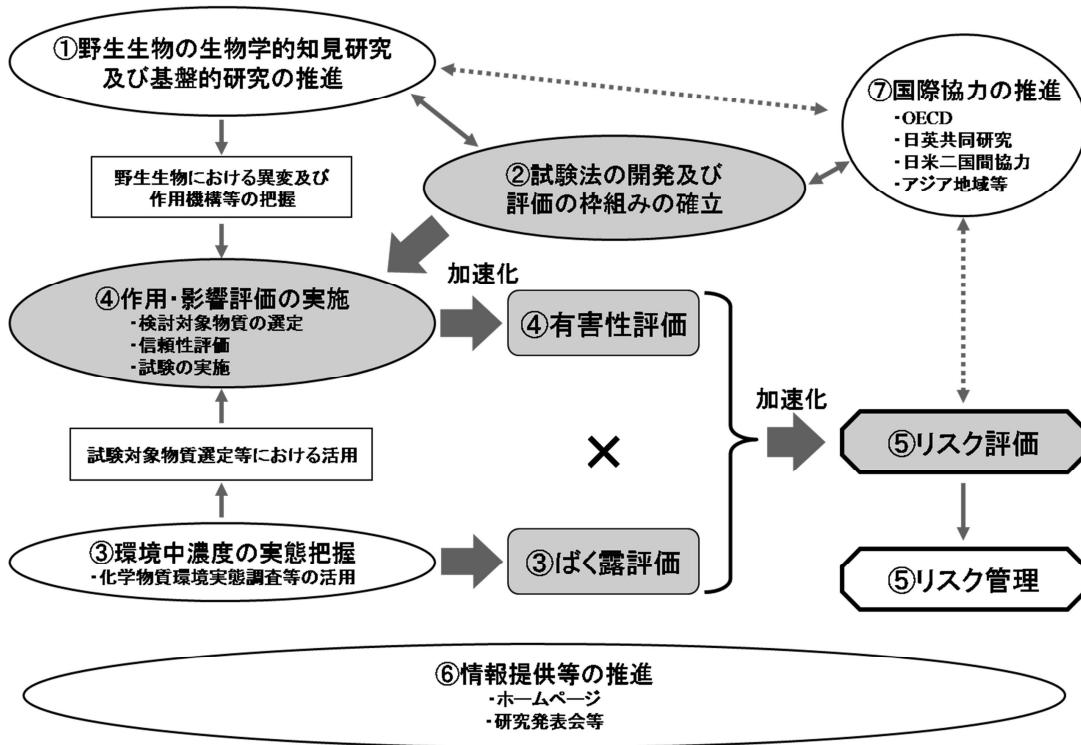 ①野生生物の生物学的知見研究
及び基盤的研究の推進
⑦国際協力の推進
・OECD
・日英共同研究
・日米二国間協力
・アジア地域等
野生生物における異変及び
作用機構等の把握
②試験法の開発及び
評価の枠組みの確立
④作用・影響評価の実施
・検討対象物質の選定
・信頼性評価
・試験の実施
加速化
④有害性評価
加速化
試験対象物質選定等における活用
×
⑤リスク評価
③環境中濃度の実態把握
・化学物質環境実態調査等の活用
③ばく露評価
⑤リスク管理
⑥情報提供等の推進
・ホームページ
・研究発表会等